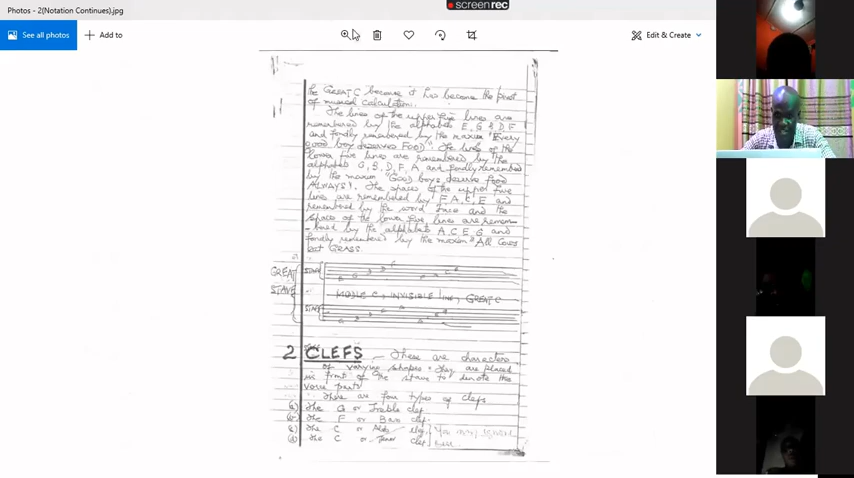 Photos - 2(Notation Continues).jpg
screen rec
See all photos
Add to
Edit & Create
the GREAT C because it has become the pivot
of musical calculation.
The lines of the upper five lines are
remembered by the alphabets E, G, B, D, F
and fondly remembered by the maxim "Every
Good boy deserves FOOD". The lines of the
lower five lines are remembered by the
alphabet G, B, D, F, A, and fondly remembered
by the maxim "GOOD boys deserve food
ALWAYS). The spaces of the upper five
lines are remembered by F A, C, E and
remembered by the word Face and the
spaces of the lower five lines are remem-
bered by the alphabet A, C, E, G and
fondly remembered by the maxim "All Cows
Eat GRASS.
GREAT
STAVE
MIDDLE C, INVISIBLE line, GREAT C
2 CLEFS - These are characters
of varying shapes. They are placed
in front of the stave to denote the
voice parts
There are four types of clefs
(a) The G or Treble clef
(b) The F or Bass clef
(c) The C or Alto clef
(d) The C or Tenor clef